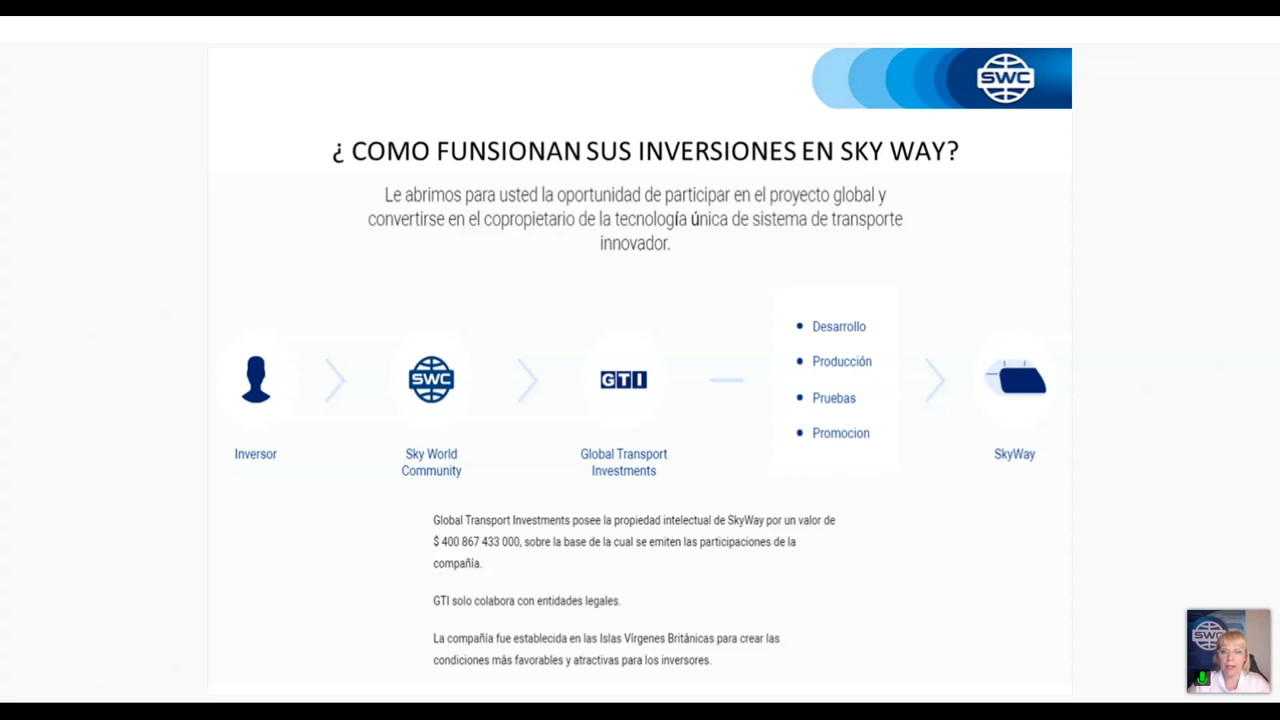 SWC
¿ COMO FUNSIONAN SUS INVERSIONES EN SKY WAY?
Le abrimos para usted la oportunidad de participar en el proyecto global y
convertirse en el copropietario de la tecnología única de sistema de transporte
innovador.
SWC
GTI
• Desarrollo
• Producción
• Pruebas
• Promocion
Inversor
Sky World
Community
Global Transport
Investments
SkyWay
Global Transport Investments posee la propiedad intelectual de SkyWay por un valor de
$ 400 867 433 000, sobre la base de la cual se emiten las participaciones de la
compañía.
GTI solo colabora con entidades legales.
La compañía fue establecida en las Islas Vírgenes Británicas para crear las
condiciones más favorables y atractivas para los inversores.
SWC